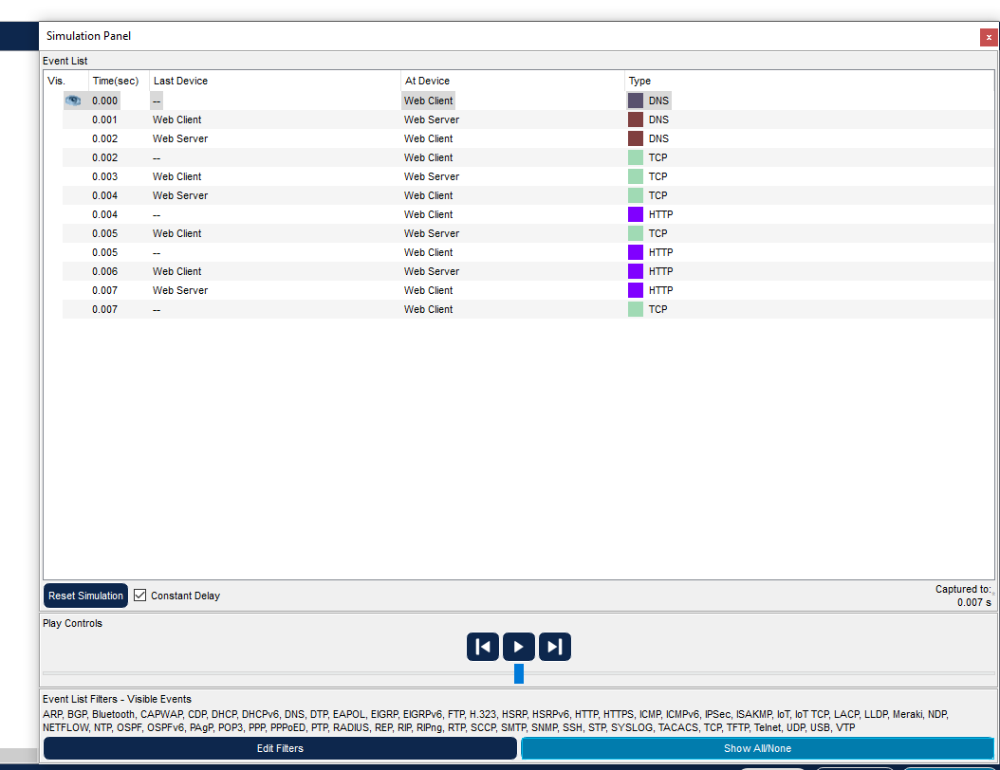 Simulation Panel
x
Event List
Vis. Time(sec) Last Device At Device Type
0.000 -- Web Client DNS
0.001 Web Client Web Server DNS
0.002 Web Server Web Client DNS
0.002 -- Web Client TCP
0.003 Web Client Web Server TCP
0.004 Web Server Web Client TCP
0.004 -- Web Client HTTP
0.005 Web Client Web Server TCP
0.005 -- Web Client HTTP
0.006 Web Client Web Server HTTP
0.007 Web Server Web Client HTTP
0.007 -- Web Client TCP
Reset Simulation Constant Delay Captured to:
0.007 s
Play Controls
Event List Filters - Visible Events
ARP, BGP, Bluetooth, CAPWAP, CDP, DHCP, DHCPv6, DNS, DTP, EAPOL, EIGRP, EIGRPv6, FTP, H.323, HSRP, HSRPv6, HTTP, HTTPS, ICMP, ICMPv6, IPSec, ISAKMP, IoT, IoT TCP, LACP, LLDP, Meraki, NDP,
NETFLOW, NTP, OSPF, OSPFv6, PAgP, POP3, PPP, PPPoED, PTP, RADIUS, REP, RIP, RIPng, RTP, SCCP, SMTP, SNMP, SSH, STP, SYSLOG, TACACS, TCP, TFTP, Telnet, UDP, USB, VTP
Edit Filters Show All/None